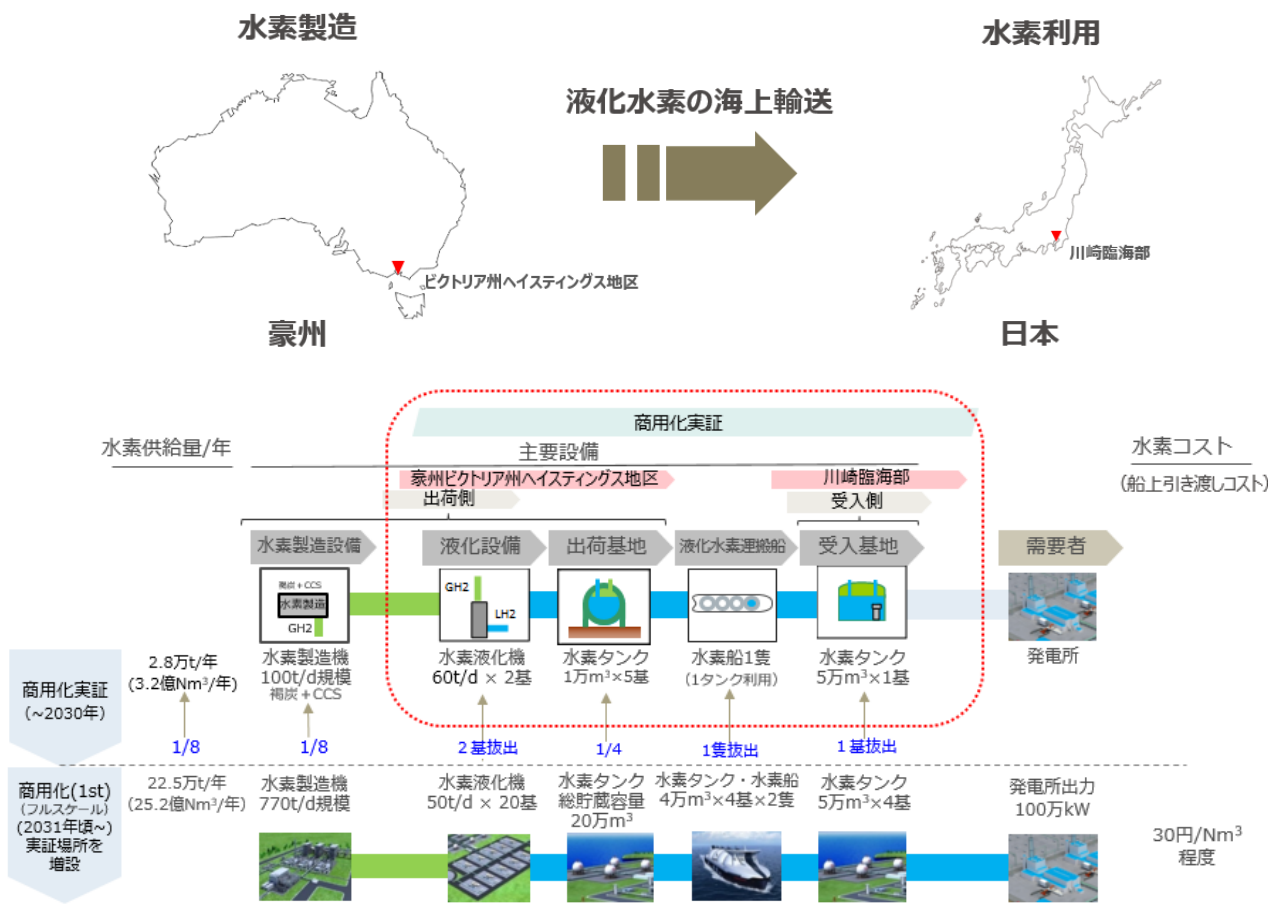 水素製造
水素利用
液化水素の海上輸送
ビクトリア州ヘイスティングス地区
川崎臨海部
豪州
日本
商用化実証
水素供給量/年
主要設備
水素コスト
(船上引き渡しコスト)
豪州ビクトリア州ヘイスティングス地区
川崎臨海部
出荷側
受入側
水素製造設備
液化設備
出荷基地
液化水素運搬船
受入基地
需要者
褐炭+CCS
水素製造
GH2
GH2
LH2
商用化実証
(~2030年)
2.8万t/年
(3.2億Nm³/年)
水素製造機
100t/d規模
褐炭+CCS
水素液化機
60t/d × 2基
水素タンク
1万m³×5基
水素船1隻
(1タンク利用)
水素タンク
5万m³×1基
発電所
1/8
1/8
2基抜出
1/4
1隻抜出
1基抜出
商用化(1st)
(フルスケール)
(2031年頃~)
実証場所を
増設
22.5万t/年
(25.2億Nm³/年)
水素製造機
770t/d規模
水素液化機
50t/d × 20基
水素タンク
総貯蔵容量
20万m³
水素タンク・水素船
4万m³×4基×2隻
水素タンク
5万m³×4基
発電所出力
100万kW
30円/Nm³
程度